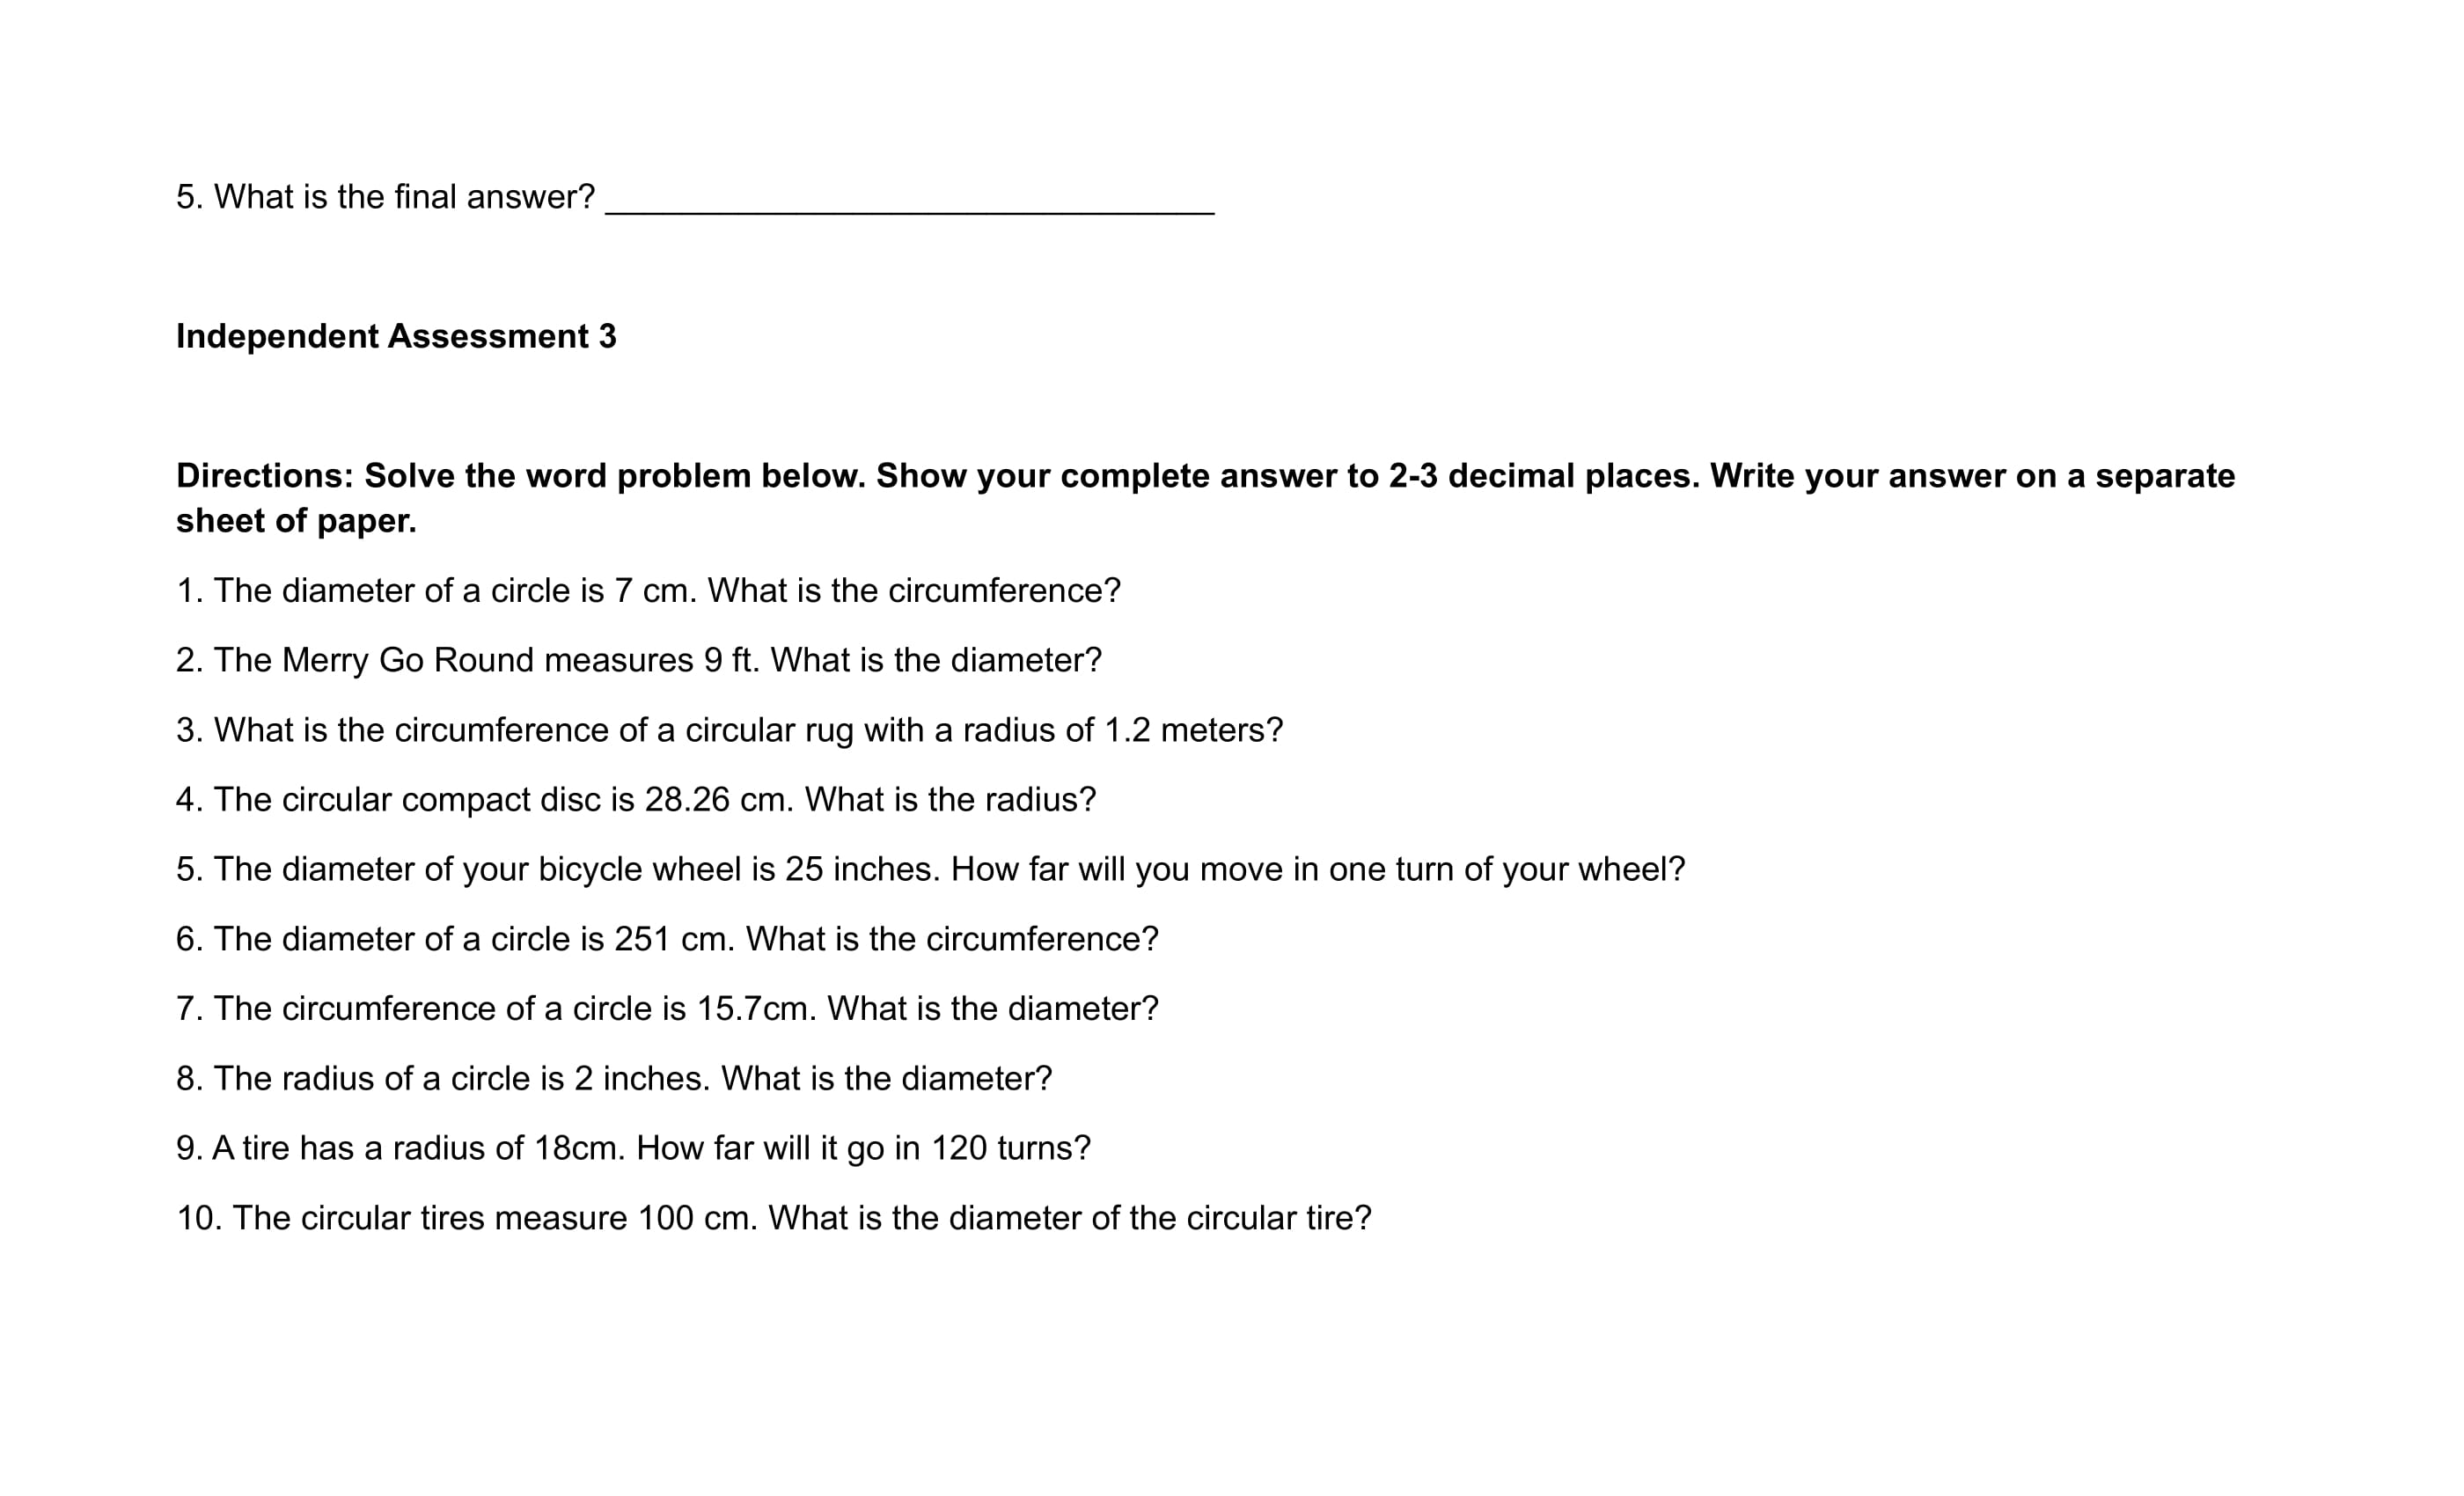 5. What is the final answer? ________________________________
Independent Assessment 3
Directions: Solve the word problem below. Show your complete answer to 2-3 decimal places. Write your answer on a separate
sheet of paper.
1. The diameter of a circle is 7 cm. What is the circumference?
2. The Merry Go Round measures 9 ft. What is the diameter?
3. What is the circumference of a circular rug with a radius of 1.2 meters?
4. The circular compact disc is 28.26 cm. What is the radius?
5. The diameter of your bicycle wheel is 25 inches. How far will you move in one turn of your wheel?
6. The diameter of a circle is 251 cm. What is the circumference?
7. The circumference of a circle is 15.7cm. What is the diameter?
8. The radius of a circle is 2 inches. What is the diameter?
9. A tire has a radius of 18cm. How far will it go in 120 turns?
10. The circular tires measure 100 cm. What is the diameter of the circular tire?